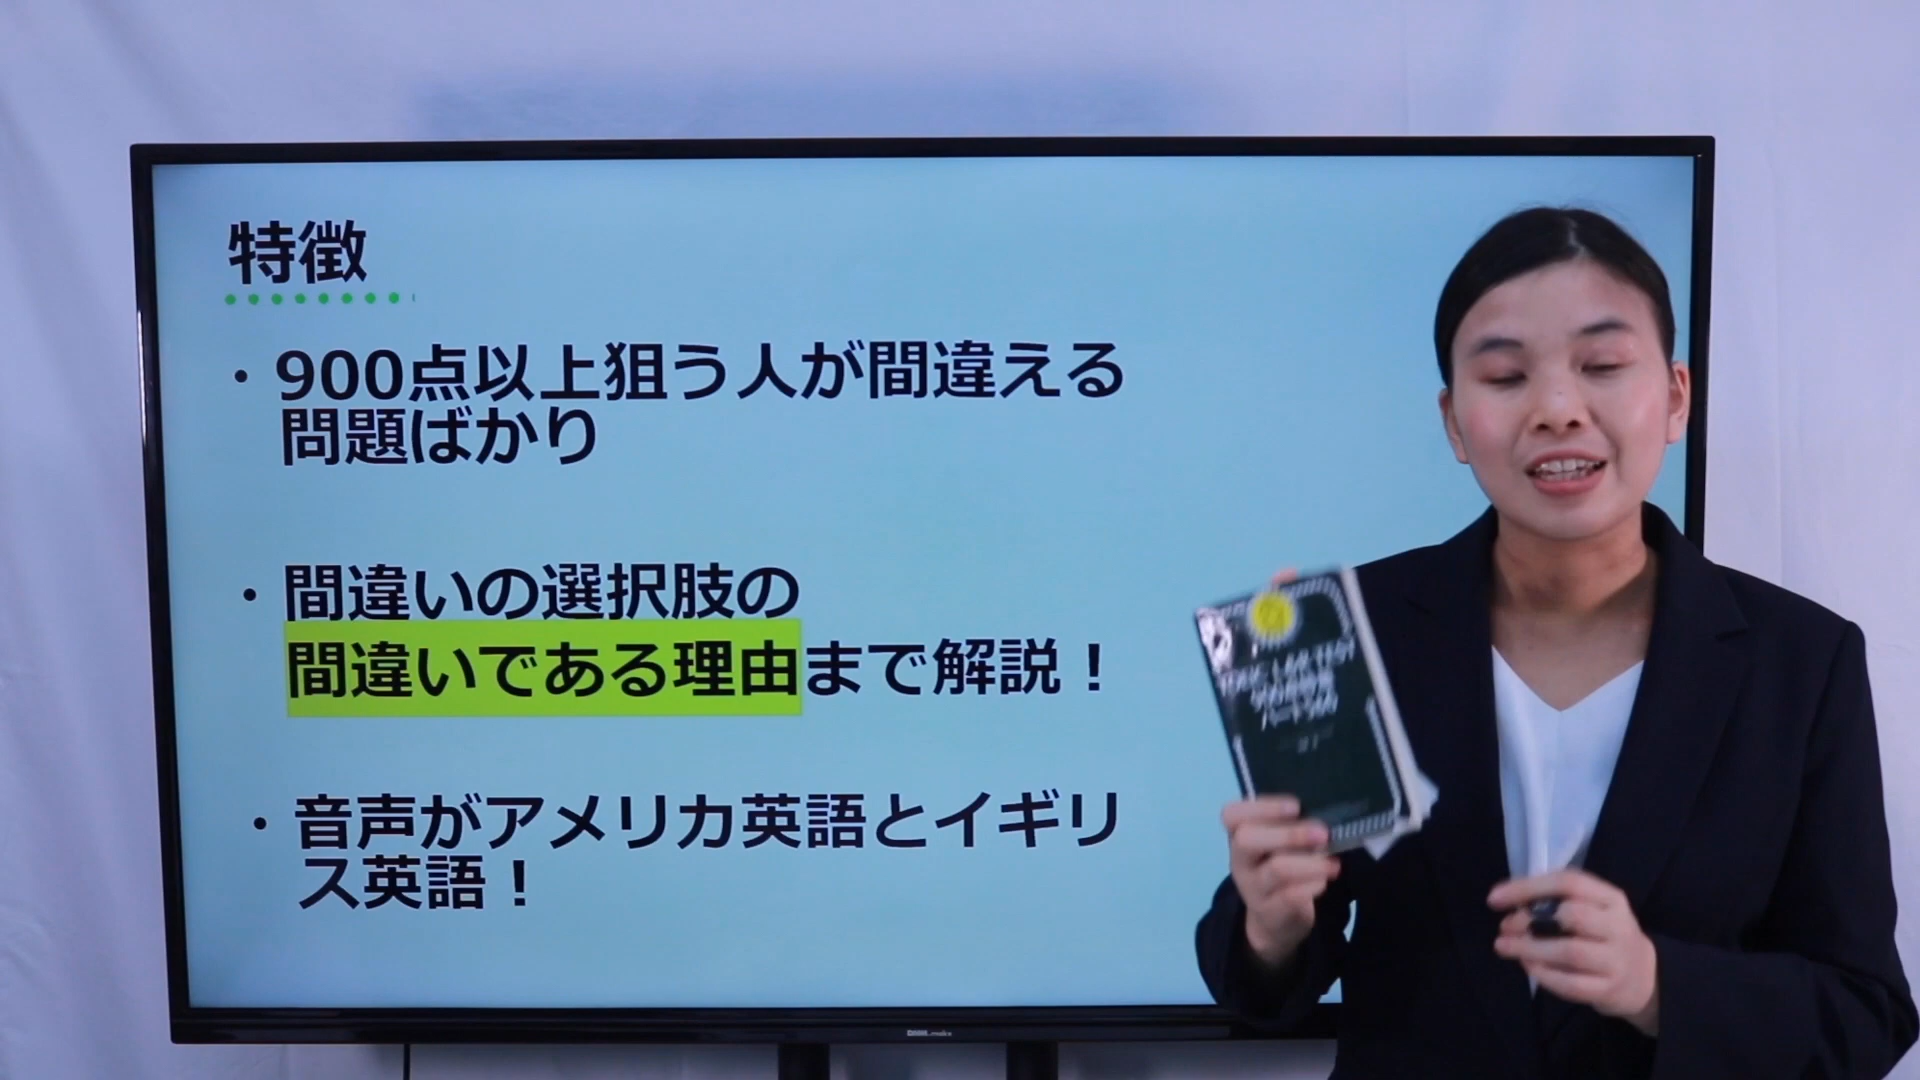 特徴
・900点以上狙う人が間違える
問題ばかり
・間違いの選択肢の
間違いである理由まで解説！
・音声がアメリカ英語とイギリ
ス英語！
TOEIC L&R TEST